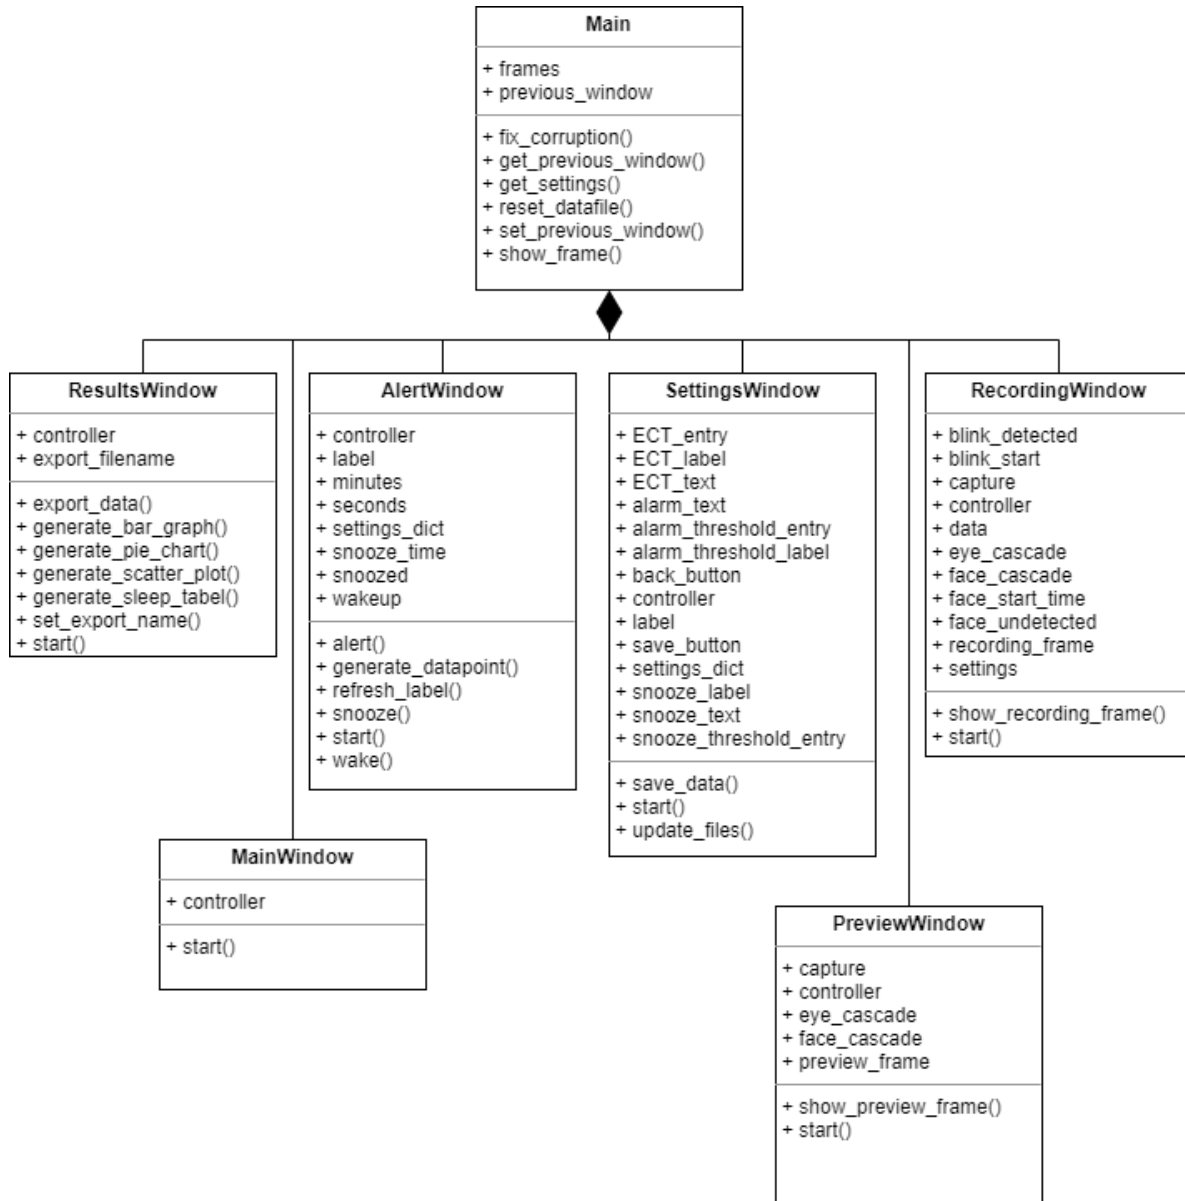 Main
+ frames
+ previous_window
+ fix_corruption()
+ get_previous_window()
+ get_settings()
+ reset_datafile()
+ set_previous_window()
+ show_frame()
ResultsWindow
+ controller
+ export_filename
+ export_data()
+ generate_bar_graph()
+ generate_pie_chart()
+ generate_scatter_plot()
+ generate_sleep_tabel()
+ set_export_name()
+ start()
AlertWindow
+ controller
+ label
+ minutes
+ seconds
+ settings_dict
+ snooze_time
+ snoozed
+ wakeup
+ alert()
+ generate_datapoint()
+ refresh_label()
+ snooze()
+ start()
+ wake()
SettingsWindow
+ ECT_entry
+ ECT_label
+ ECT_text
+ alarm_text
+ alarm_threshold_entry
+ alarm_threshold_label
+ back_button
+ controller
+ label
+ save_button
+ settings_dict
+ snooze_label
+ snooze_text
+ snooze_threshold_entry
+ save_data()
+ start()
+ update_files()
RecordingWindow
+ blink_detected
+ blink_start
+ capture
+ controller
+ data
+ eye_cascade
+ face_cascade
+ face_start_time
+ face_undetected
+ recording_frame
+ settings
+ show_recording_frame()
+ start()
MainWindow
+ controller
+ start()
PreviewWindow
+ capture
+ controller
+ eye_cascade
+ face_cascade
+ preview_frame
+ show_preview_frame()
+ start()